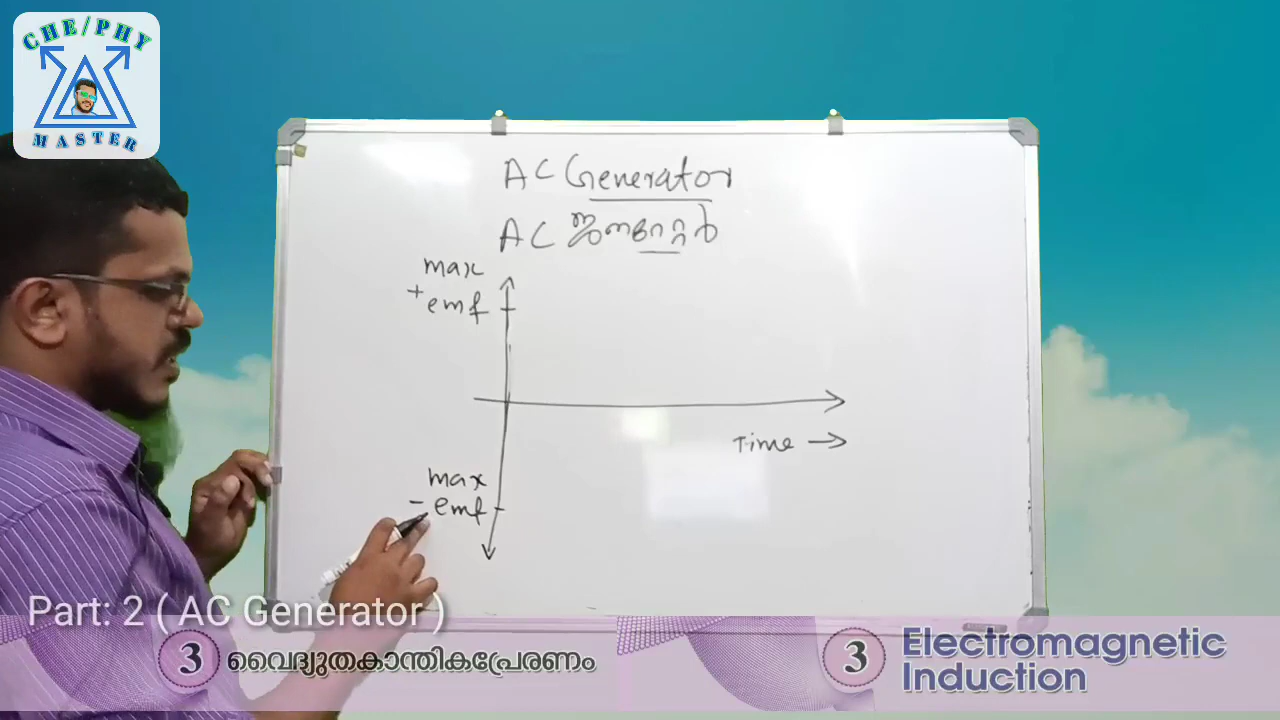 CHE/PHY
MASTER
AC Generator
AC ജനറേറ്റർ
max
+emf
Time →
max
-emf
Part: 2 ( AC Generator )
3 വൈദ്യുതകാന്തികപ്രേരണം
3 Electromagnetic
Induction